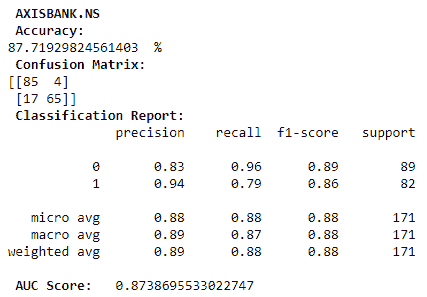 AXISBANK.NS
Accuracy:
87.71929824561403 %
Confusion Matrix:
[[85 4]
[17 65]]
Classification Report:
precision recall f1-score support
0 0.83 0.96 0.89 89
1 0.94 0.79 0.86 82
micro avg 0.88 0.88 0.88 171
macro avg 0.89 0.87 0.88 171
weighted avg 0.89 0.88 0.88 171
AUC Score: 0.8738695533022747